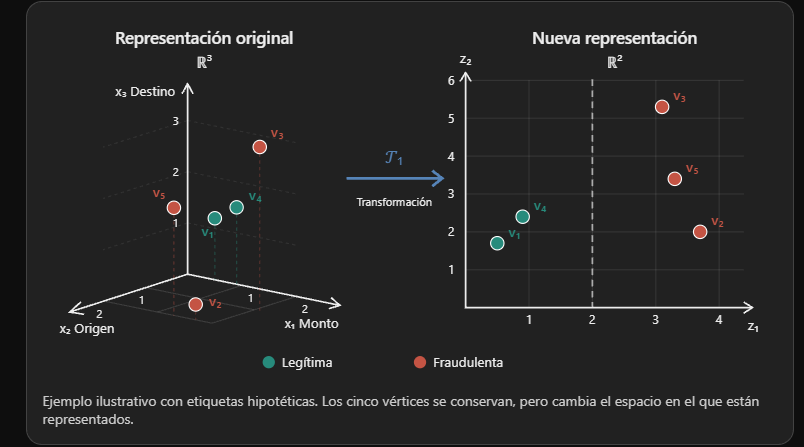 Representación original
ℝ³
x₃ Destino
3
2
1
v₃
v₅
v₄
v₁
v₂
1
2
1
2
x₂ Origen
x₁ Monto
𝒯₁
Transformación
Nueva representación
ℝ²
z₂
6
5
4
3
2
1
v₃
v₅
v₄
v₁
v₂
1
2
3
4
z₁
Legítima
Fraudulenta
Ejemplo ilustrativo con etiquetas hipotéticas. Los cinco vértices se conservan, pero cambia el espacio en el que están
representados.